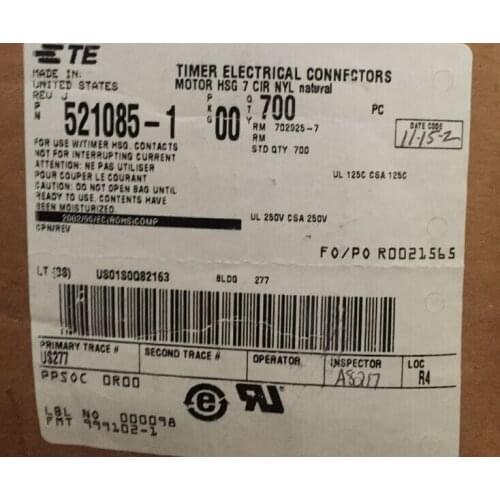 TE
TIMER ELECTRICAL CONNECTORS
MADE IN:
UNITED STATES
MOTOR HSG 7 CIR NYL natural
REV J
PN 521085-1
PKG 00
QTY 700
PC
RM 702925-7
RM
STD QTY 700
DATE CODE
11-15-2
FOR USE W/TIMER HSG. CONTACTS
NOT FOR INTERRUPTING CURRENT
ATTENTION: NE PAS UTILISER
POUR COUPER LE COURANT
CAUTION: DO NOT OPEN BAG UNTIL
READY TO USE. CONTENTS HAVE
BEEN MOISTURIZED.
UL 125C CSA 125C
2002/95/EC(ROHS)COMP
UL 250V CSA 250V
CPN/REV
FO/PO R0021565
LT (3S) US01S0Q82163 BLDG 277
PRIMARY TRACE # SECOND TRACE # OPERATOR INSPECTOR LOC
US277 A8217 R4
PPSOC OR00
e
UR
LBL NO 000098
FMT 999102-1